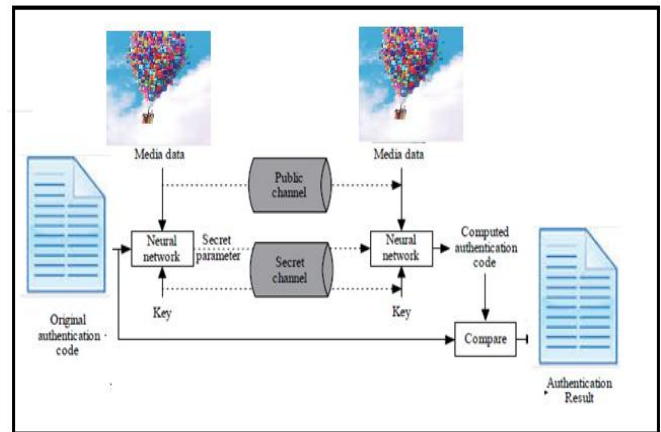 Media data
Media data
Public
channel
Neural
network
Secret
parameter
Secret
channel
Neural
network
Computed
authentication
code
Key
Key
Original
authentication
code
Compare
Authentication
Result